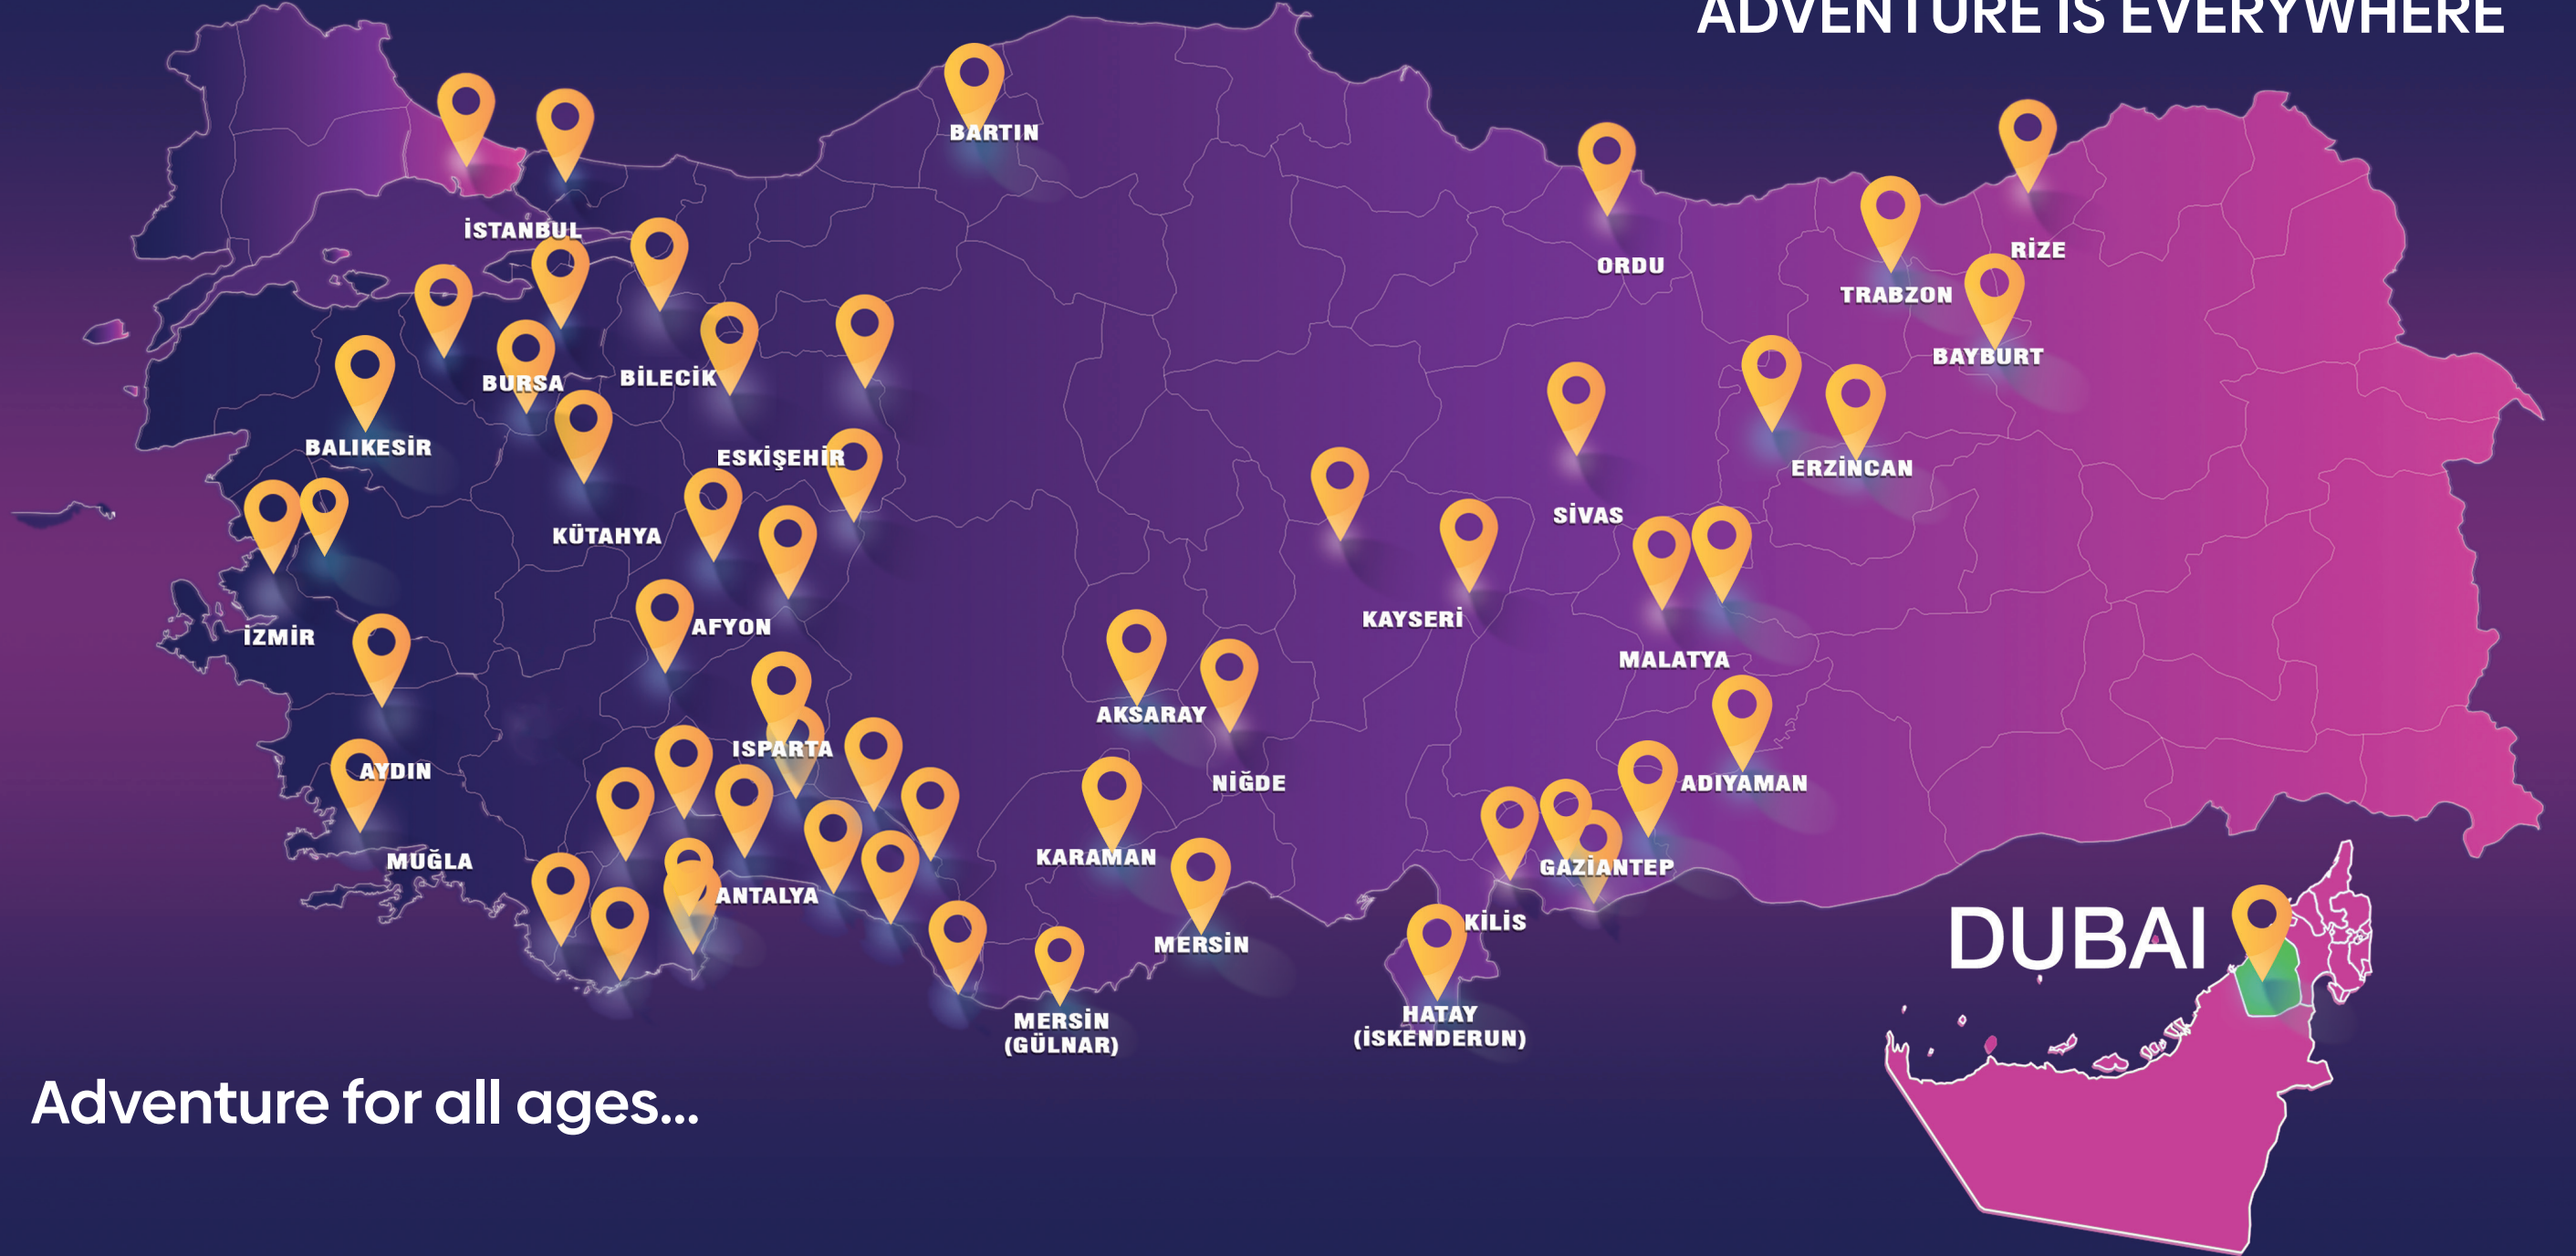 ADVENTURE IS EVERYWHERE
BARTIN
İSTANBUL
RİZE
ORDU
TRABZON
BAYBURT
BURSA
BİLECİK
BALIKESİR
ESKİŞEHİR
ERZİNCAN
KÜTAHYA
SİVAS
KAYSERİ
İZMİR
AFYON
MALATYA
AKSARAY
ISPARTA
AYDIN
NİĞDE
ADIYAMAN
MUĞLA
KARAMAN
GAZİANTEP
ANTALYA
KİLİS
DUBAI
MERSİN
MERSİN
(GÜLNAR)
HATAY
(İSKENDERUN)
Adventure for all ages...